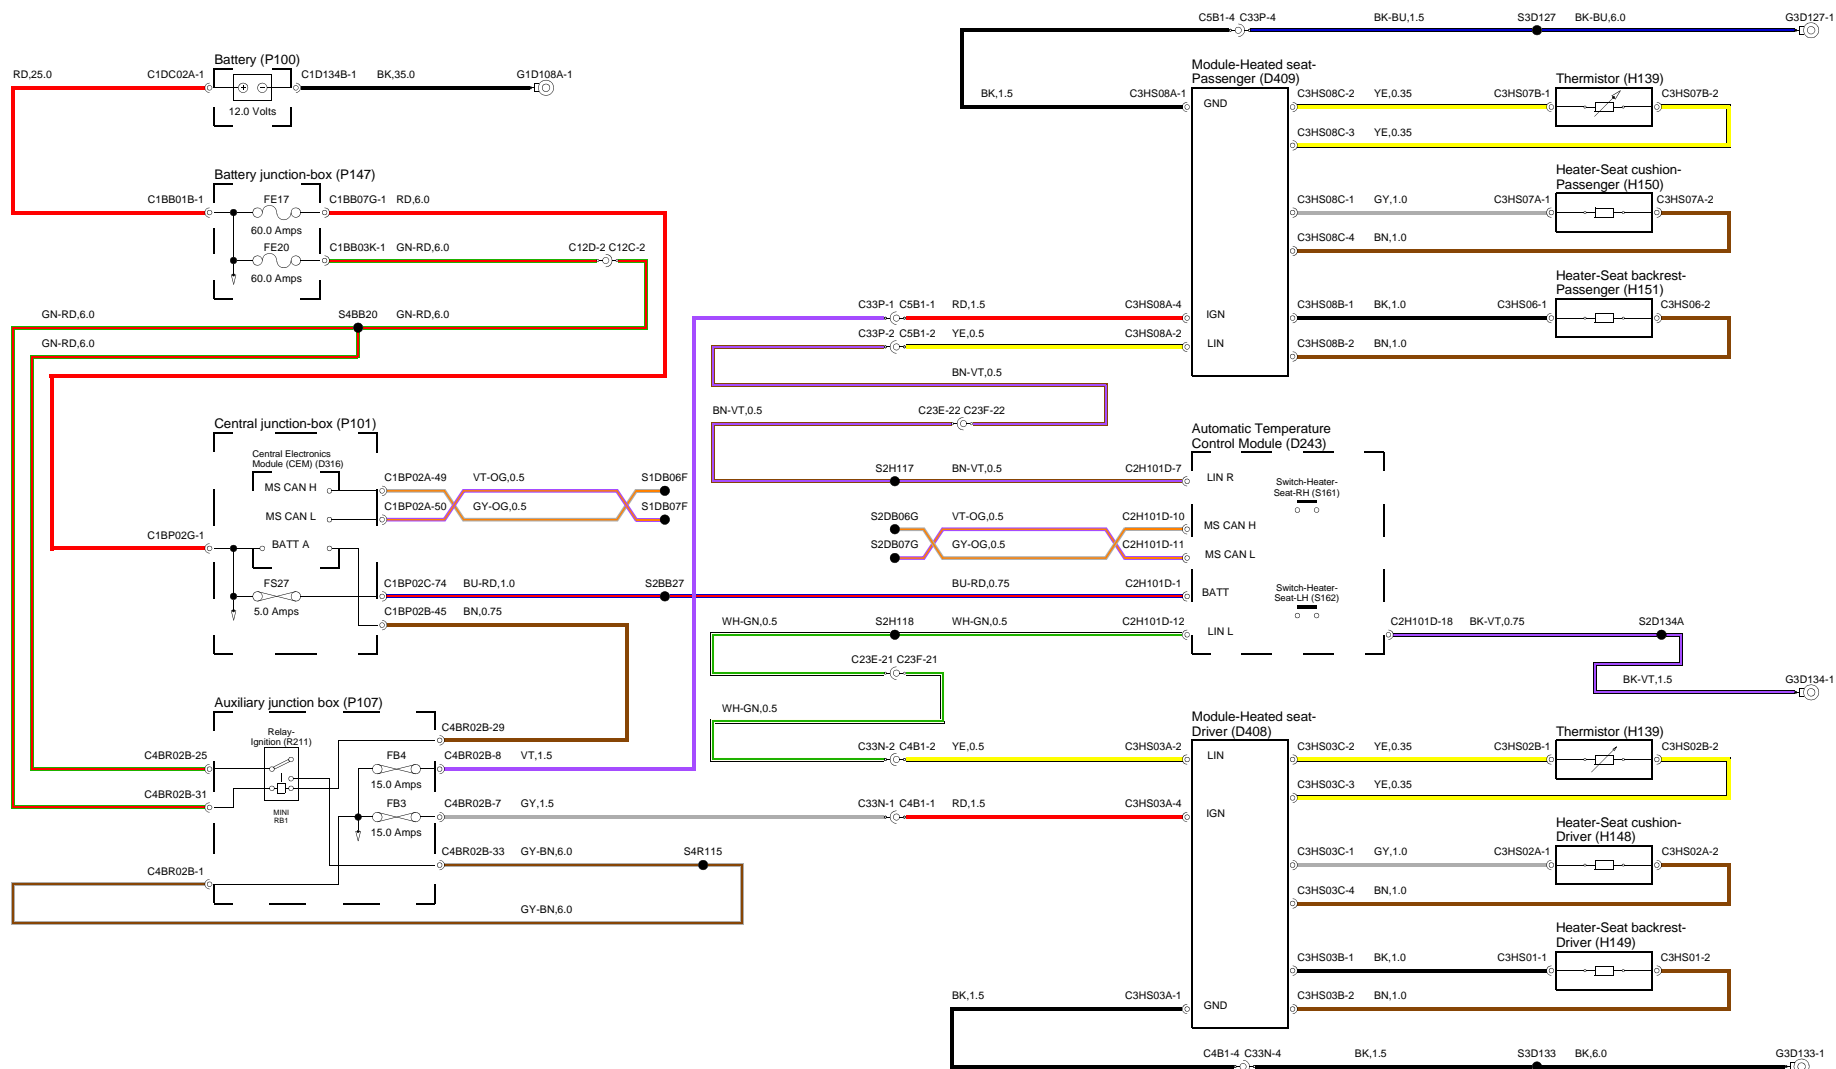 C5B1-4 C33P-4
BK-BU,1.5
S3D127
BK-BU,6.0
G3D127-1
Battery (P100)
RD,25.0
C1DC02A-1
C1D134B-1
BK,35.0
G1D108A-1
12.0 Volts
Module-Heated seat-
Passenger (D409)
BK,1.5
C3HS08A-1
GND
C3HS08C-2
YE,0.35
C3HS07B-1
Thermistor (H139)
C3HS07B-2
C3HS08C-3
YE,0.35
Battery junction-box (P147)
C1BB01B-1
FE17
60.0 Amps
C1BB07G-1
RD,6.0
FE20
60.0 Amps
C1BB03K-1
GN-RD,6.0
C12D-2 C12C-2
Heater-Seat cushion-
Passenger (H150)
C3HS08C-1
GY,1.0
C3HS07A-1
C3HS07A-2
C3HS08C-4
BN,1.0
Heater-Seat backrest-
Passenger (H151)
C3HS08B-1
BK,1.0
C3HS06-1
C3HS06-2
C3HS08B-2
BN,1.0
GN-RD,6.0
S4BB20
GN-RD,6.0
GN-RD,6.0
C33P-1 C5B1-1
RD,1.5
C3HS08A-4
IGN
C33P-2 C5B1-2
YE,0.5
C3HS08A-2
LIN
BN-VT,0.5
BN-VT,0.5
C23E-22 C23F-22
Central junction-box (P101)
Central Electronics
Module (CEM) (D316)
MS CAN H
MS CAN L
BATT A
C1BP02A-49
VT-OG,0.5
S1DB06F
C1BP02A-50
GY-OG,0.5
S1DB07F
C1BP02G-1
FS27
5.0 Amps
C1BP02C-74
BU-RD,1.0
S2BB27
C1BP02B-45
BN,0.75
Automatic Temperature
Control Module (D243)
S2H117
BN-VT,0.5
C2H101D-7
LIN R
Switch-Heater-
Seat-RH (S161)
S2DB06G
VT-OG,0.5
C2H101D-10
MS CAN H
S2DB07G
GY-OG,0.5
C2H101D-11
MS CAN L
BU-RD,0.75
C2H101D-1
BATT
Switch-Heater-
Seat-LH (S162)
WH-GN,0.5
S2H118
WH-GN,0.5
C2H101D-12
LIN L
C2H101D-18
BK-VT,0.75
S2D134A
C23E-21 C23F-21
BK-VT,1.5
G3D134-1
WH-GN,0.5
Auxiliary junction box (P107)
Relay-
Ignition (R211)
C4BR02B-25
C4BR02B-31
MINI
RB1
C4BR02B-29
FB4
15.0 Amps
C4BR02B-8
VT,1.5
FB3
15.0 Amps
C4BR02B-7
GY,1.5
C4BR02B-33
GY-BN,6.0
S4R115
C4BR02B-1
GY-BN,6.0
Module-Heated seat-
Driver (D408)
C33N-2 C4B1-2
YE,0.5
C3HS03A-2
LIN
C33N-1 C4B1-1
RD,1.5
C3HS03A-4
IGN
C3HS03C-2
YE,0.35
C3HS02B-1
Thermistor (H139)
C3HS02B-2
C3HS03C-3
YE,0.35
Heater-Seat cushion-
Driver (H148)
C3HS03C-1
GY,1.0
C3HS02A-1
C3HS02A-2
C3HS03C-4
BN,1.0
Heater-Seat backrest-
Driver (H149)
C3HS03B-1
BK,1.0
C3HS01-1
C3HS01-2
C3HS03B-2
BN,1.0
BK,1.5
C3HS03A-1
GND
C4B1-4 C33N-4
BK,1.5
S3D133
BK,6.0
G3D133-1